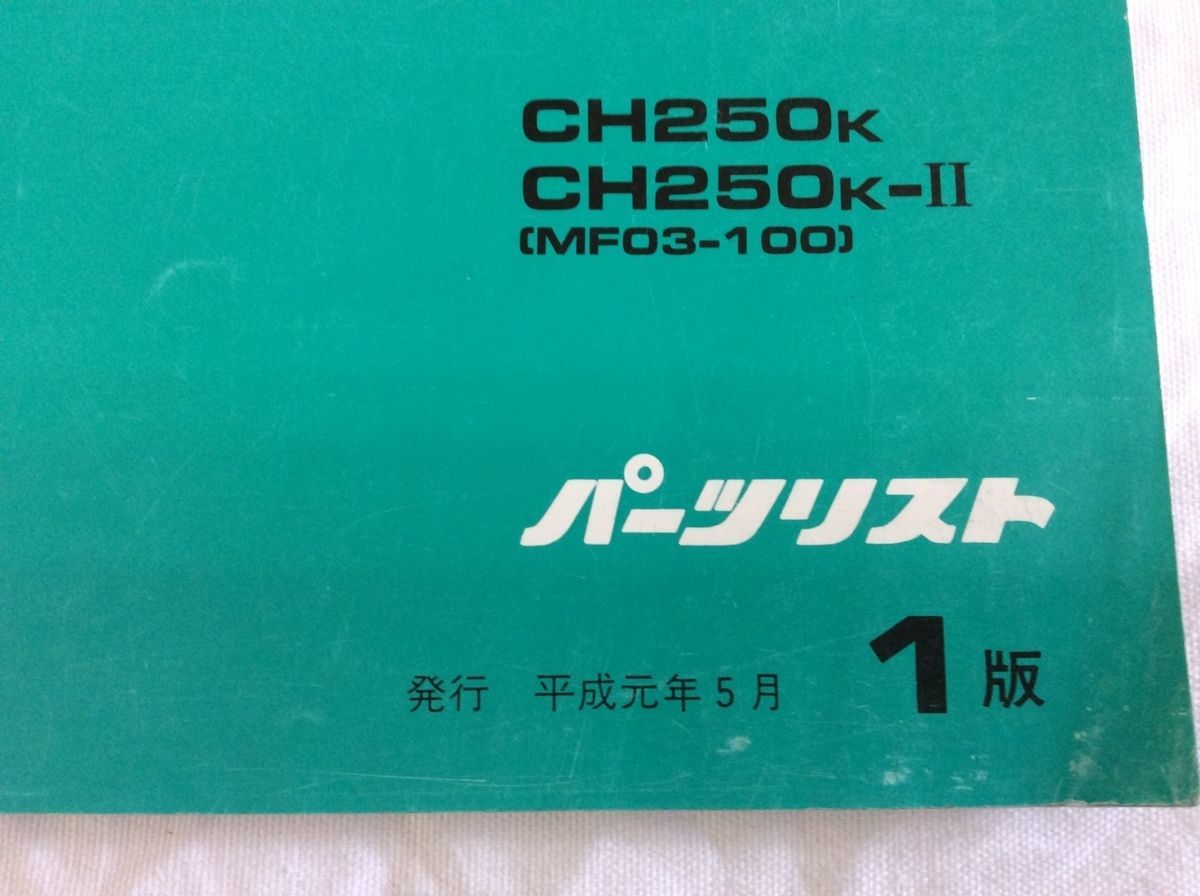 CH250K
CH250K-II
(MF03-100)
パーツリスト
発行 平成元年5月 1版